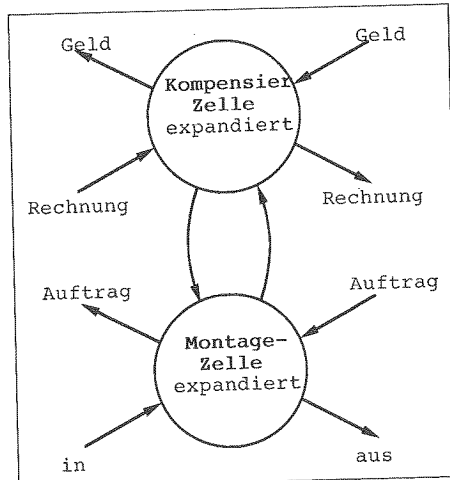 Geld
Geld
Kompensier
Zelle
expandiert
Rechnung
Rechnung
Auftrag
Auftrag
Montage-
Zelle
expandiert
in
aus